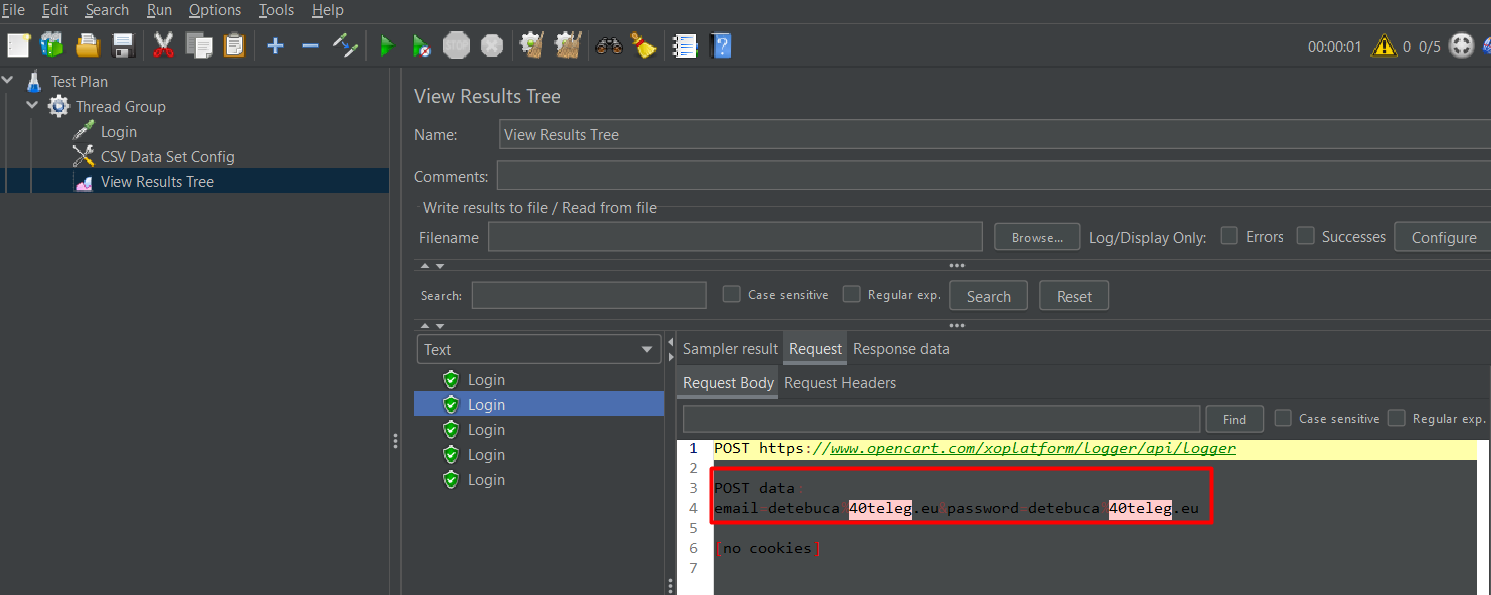 File Edit Search Run Options Tools Help
STOP ? 00:00:01 0 0/5
Test Plan
Thread Group
Login
CSV Data Set Config
View Results Tree
View Results Tree
Name: View Results Tree
Comments:
Write results to file / Read from file
Filename Browse... Log/Display Only: Errors Successes Configure
Search: Case sensitive Regular exp. Search Reset
Text
Login
Login
Login
Login
Login
Sampler result Request Response data
Request Body Request Headers
Find Case sensitive Regular exp.
1 POST https://www.opencart.com/xoplatform/logger/api/logger
2
3 POST data:
4 email=detebuca%40teleg.eu&password=detebuca%40teleg.eu
5
6 [no cookies]
7